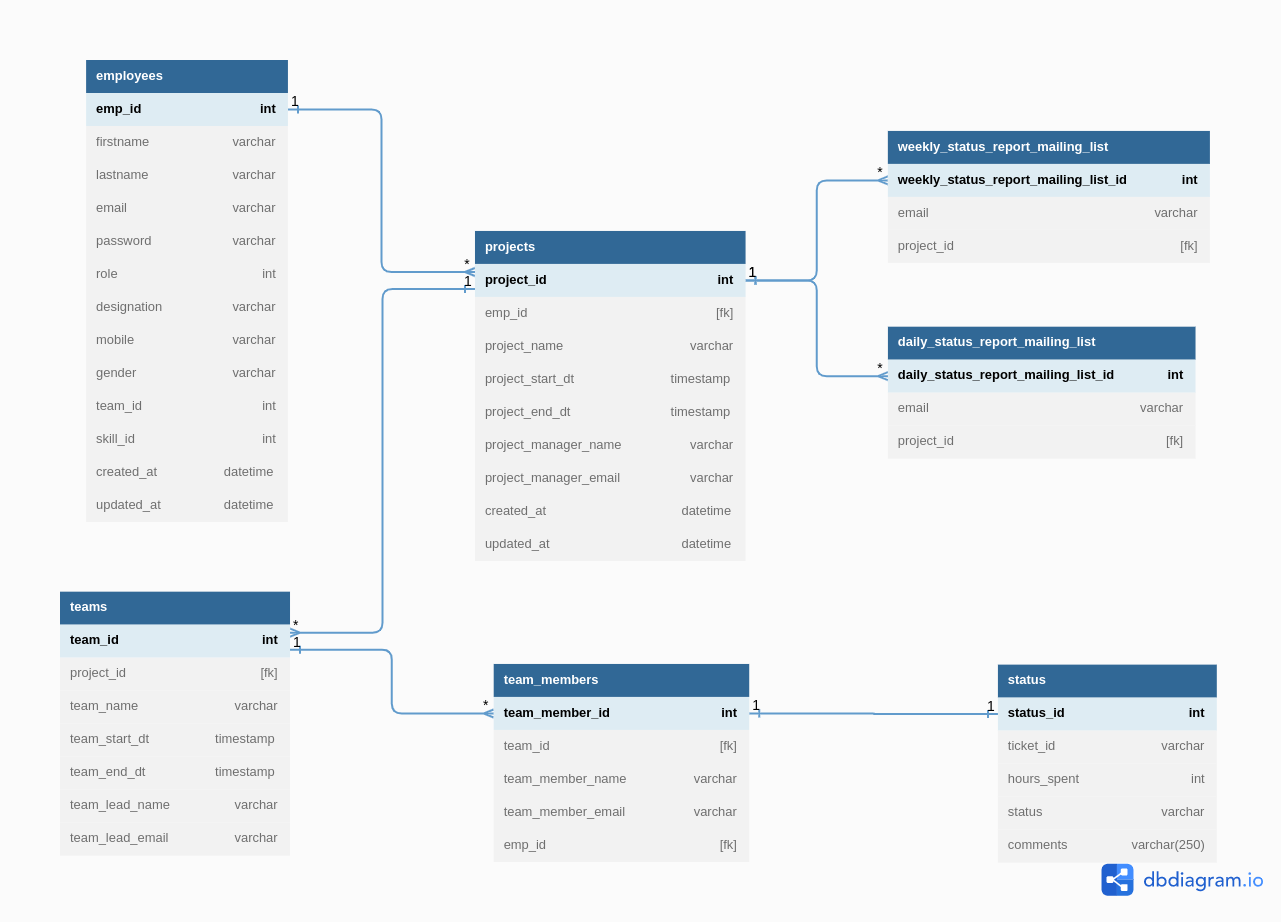 employees
emp_id int
firstname varchar
lastname varchar
email varchar
password varchar
role int
designation varchar
mobile varchar
gender varchar
team_id int
skill_id int
created_at datetime
updated_at datetime
1
*
1
projects
project_id int
emp_id [fk]
project_name varchar
project_start_dt timestamp
project_end_dt timestamp
project_manager_name varchar
project_manager_email varchar
created_at datetime
updated_at datetime
1
*
weekly_status_report_mailing_list
weekly_status_report_mailing_list_id int
email varchar
project_id [fk]
*
daily_status_report_mailing_list
daily_status_report_mailing_list_id int
email varchar
project_id [fk]
teams
team_id int
project_id [fk]
team_name varchar
team_start_dt timestamp
team_end_dt timestamp
team_lead_name varchar
team_lead_email varchar
*
1
*
team_members
team_member_id int
team_id [fk]
team_member_name varchar
team_member_email varchar
emp_id [fk]
1
1
status
status_id int
ticket_id varchar
hours_spent int
status varchar
comments varchar(250)
dbdiagram.io